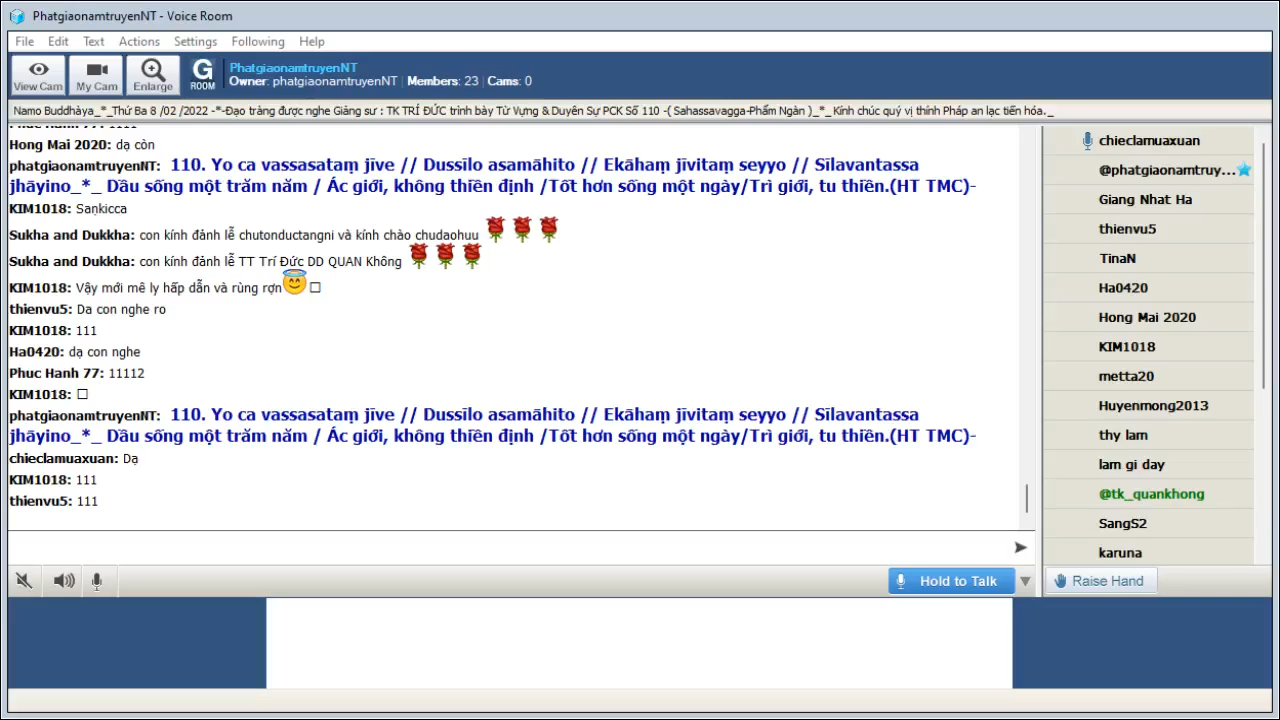 PhatgiaonamtruyenNT - Voice Room
File Edit Text Actions Settings Following Help
View Cam My Cam Enlarge G ROOM
PhatgiaonamtruyenNT
Owner: phatgiaonamtruyenNT Members: 23 Cams: 0
Namo Buddhàya_*_Thứ Ba 8 /02 /2022 -*-Đạo tràng được nghe Giảng sư : TK TRÍ ĐỨC trình bày Từ Vựng & Duyên Sự PCK Số 110 -( Sahassavagga-Phẩm Ngàn )_*_ Kính chúc quý vị thính Pháp an lạc tiến hóa._
Phuc Hanh 77: 1111
Hong Mai 2020: dạ còn
phatgiaonamtruyenNT: 110. Yo ca vassasataṃ jīve // Dussīlo asamāhito // Ekāhaṃ jīvitaṃ seyyo // Sīlavantassa
jhāyino_*_ Dầu sống một trăm năm / Ác giới, không thiền định /Tốt hơn sống một ngày/Trì giới, tu thiền.(HT TMC)-
KIM1018: Saṇkicca
Sukha and Dukkha: con kính đảnh lễ chutonductangni và kính chào chudaohuu
Sukha and Dukkha: con kính đảnh lễ TT Trí Đức DD QUAN Không
KIM1018: Vậy mới mê ly hấp dẫn và rùng rợn
thienvu5: Da con nghe ro
KIM1018: 111
Ha0420: dạ con nghe
Phuc Hanh 77: 11112
KIM1018:
phatgiaonamtruyenNT: 110. Yo ca vassasataṃ jīve // Dussīlo asamāhito // Ekāhaṃ jīvitaṃ seyyo // Sīlavantassa
jhāyino_*_ Dầu sống một trăm năm / Ác giới, không thiền định /Tốt hơn sống một ngày/Trì giới, tu thiền.(HT TMC)-
chieclamuaxuan: Dạ
KIM1018: 111
thienvu5: 111
Hold to Talk
chieclamuaxuan
@phatgiaonamtruy...
Giang Nhat Ha
thienvu5
TinaN
Ha0420
Hong Mai 2020
KIM1018
metta20
Huyenmong2013
thy lam
lam gi day
@tk_quankhong
SangS2
karuna
Raise Hand